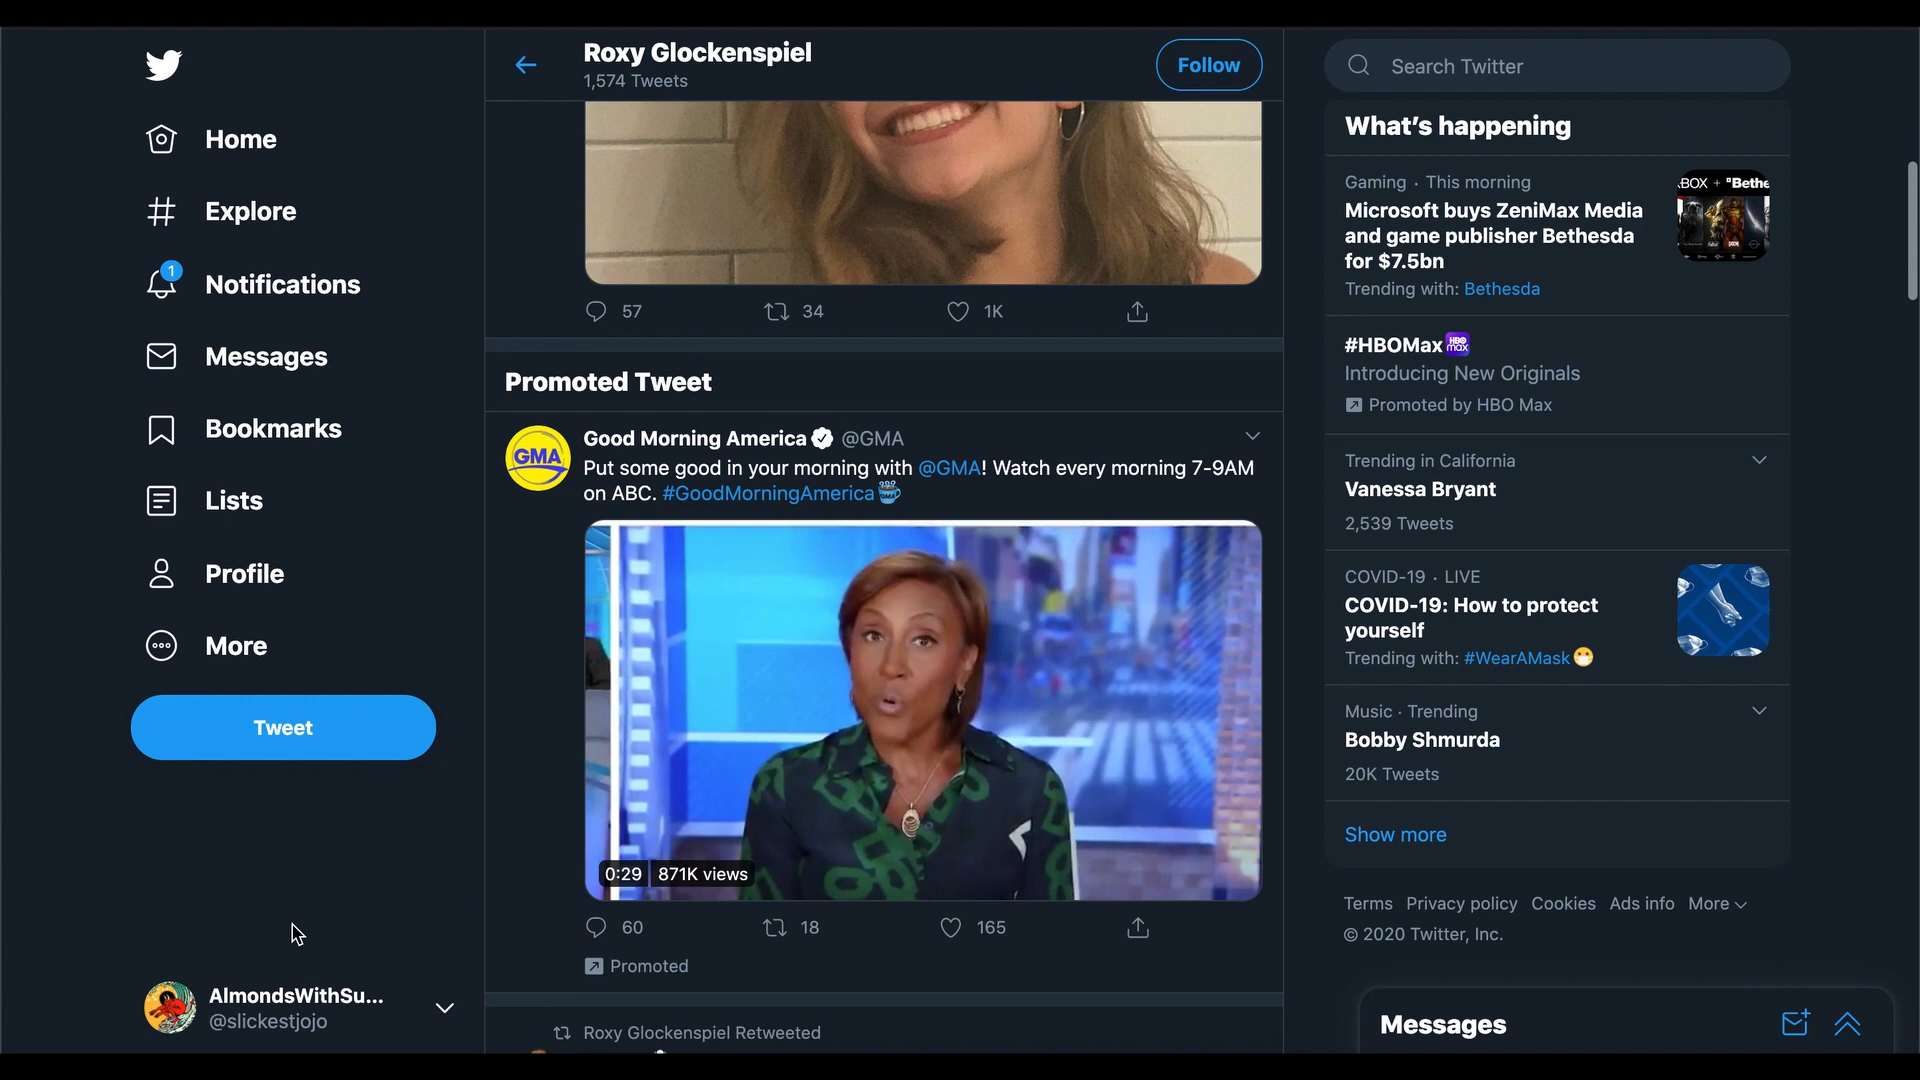 Home
Explore
1
Notifications
Messages
Bookmarks
Lists
Profile
More
Tweet
AlmondsWithSu...
@slickestjojo
Roxy Glockenspiel
1,574 Tweets
Follow
57
34
1K
Promoted Tweet
GMA
Good Morning America @GMA
Put some good in your morning with @GMA! Watch every morning 7-9AM
on ABC. #GoodMorningAmerica
0:29
871K views
60
18
165
Promoted
Roxy Glockenspiel Retweeted
Search Twitter
What's happening
Gaming · This morning
Microsoft buys ZeniMax Media
and game publisher Bethesda
for $7.5bn
Trending with: Bethesda
BOX + Bethe
#HBOMax
HBO
max
Introducing New Originals
Promoted by HBO Max
Trending in California
Vanessa Bryant
2,539 Tweets
COVID-19 · LIVE
COVID-19: How to protect
yourself
Trending with: #WearAMask
Music · Trending
Bobby Shmurda
20K Tweets
Show more
Terms Privacy policy Cookies Ads info More
© 2020 Twitter, Inc.
Messages